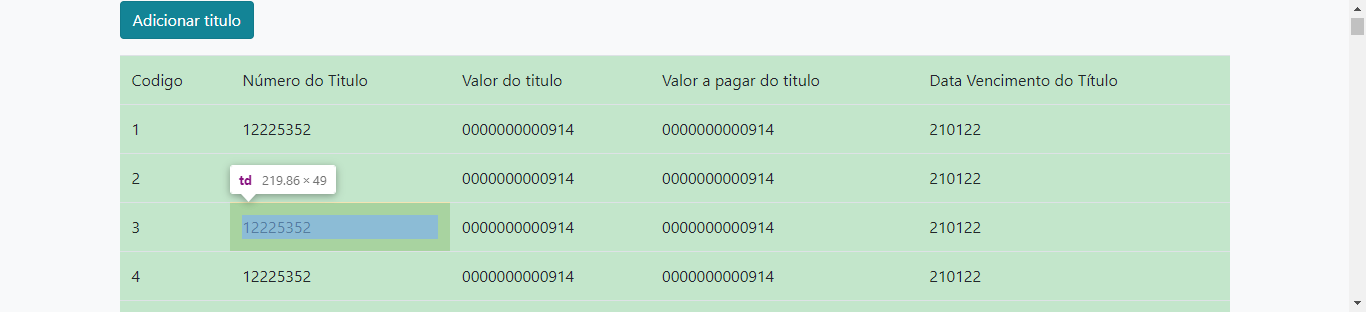 Adicionar titulo
Codigo Número do Titulo Valor do titulo Valor a pagar do titulo Data Vencimento do Título
1 12225352 0000000000914 0000000000914 210122
2 0000000000914 0000000000914 210122
td 219.86 × 49
3 12225352 0000000000914 0000000000914 210122
4 12225352 0000000000914 0000000000914 210122